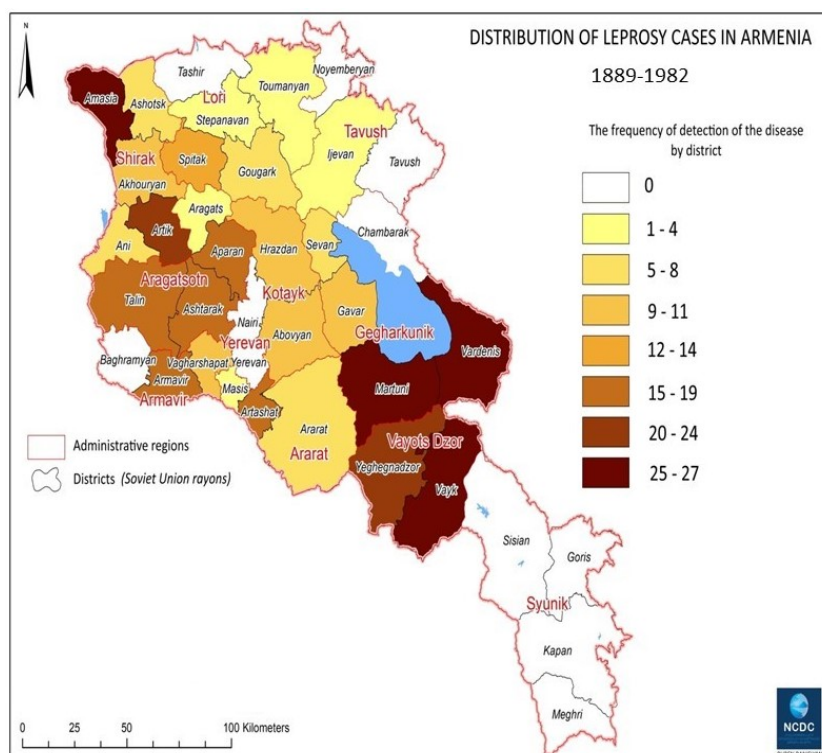 N
DISTRIBUTION OF LEPROSY CASES IN ARMENIA
1889-1982
The frequency of detection of the disease
by district
0
1 - 4
5 - 8
9 - 11
12 - 14
15 - 19
20 - 24
25 - 27
Tashir
Noyemberyan
Amasia
Ashotsk
Lori
Toumanyan
Stepanavan
Tavush
Shirak
Spitak
Ijevan
Tavush
Gougark
Akhouryan
Aragats
Artik
Chambarak
Ani
Aparan
Hrazdan
Sevan
Aragatsotn
Kotayk
Talin
Ashtarak
Nairi
Gavar
Gegharkunik
Yerevan
Abovyan
Vardenis
Baghramyan
Vagharshapat
Yerevan
Armavir
Masis
Martuni
Armavir
Artashat
Ararat
Vayots Dzor
Ararat
Yeghegnadzor
Vayk
Administrative regions
Districts (Soviet Union rayons)
Sisian
Goris
Syunik
Kapan
Meghri
0 25 50 100 Kilometers
NCDC